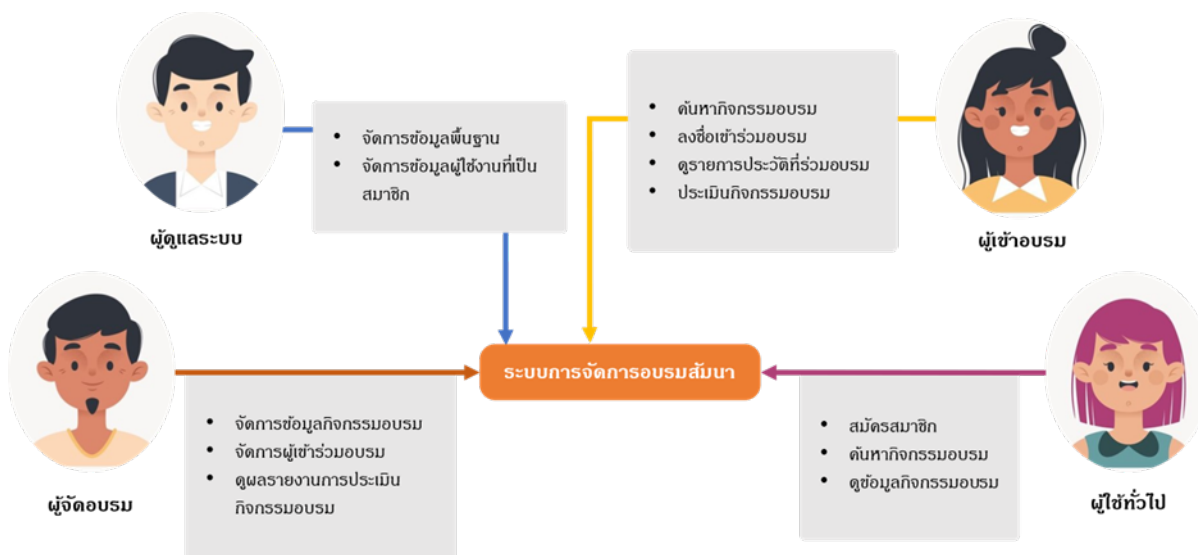 • จัดการข้อมูลพื้นฐาน
• จัดการข้อมูลผู้ใช้งานที่เป็น
สมาชิก
ผู้ดูแลระบบ
• ค้นหากิจกรรมอบรม
• ลงชื่อเข้าร่วมอบรม
• ดูรายการประวัติที่ร่วมอบรม
• ประเมินกิจกรรมอบรม
ผู้เข้าอบรม
ระบบการจัดการอบรมสัมนา
• จัดการข้อมูลกิจกรรมอบรม
• จัดการผู้เข้าร่วมอบรม
• ดูผลรายงานการประเมิน
กิจกรรมอบรม
ผู้จัดอบรม
• สมัครสมาชิก
• ค้นหากิจกรรมอบรม
• ดูข้อมูลกิจกรรมอบรม
ผู้ใช้ทั่วไป